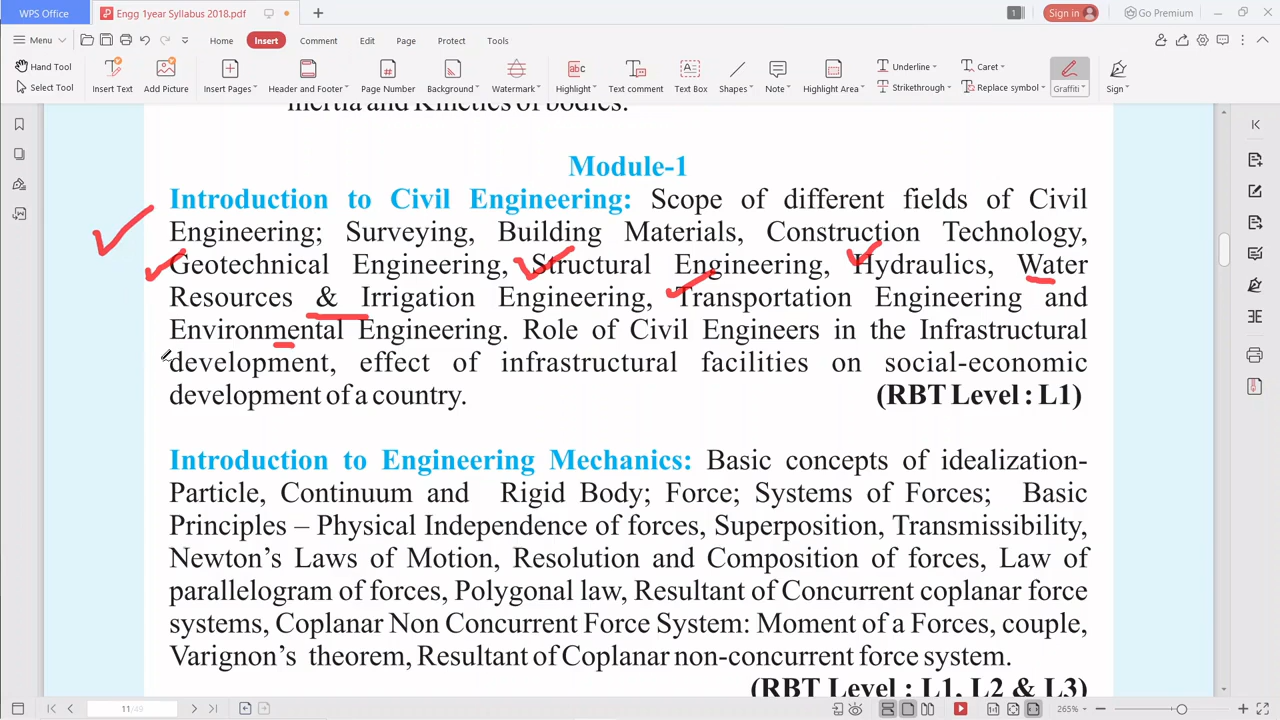 WPS Office
Engg 1year Syllabus 2018.pdf
1
Sign in
Go Premium
Menu
Home
Insert
Comment
Edit
Page
Protect
Tools
Hand Tool
Select Tool
Insert Text
Add Picture
Insert Pages
Header and Footer
Page Number
Background
Watermark
Highlight
Text comment
Text Box
Shapes
Note
Highlight Area
Underline
Strikethrough
Caret
Replace symbol
Graffiti
Sign
inertia and Kinetics of bodies.
Module-1
Introduction to Civil Engineering: Scope of different fields of Civil
Engineering; Surveying, Building Materials, Construction Technology,
Geotechnical Engineering, Structural Engineering, Hydraulics, Water
Resources & Irrigation Engineering, Transportation Engineering and
Environmental Engineering. Role of Civil Engineers in the Infrastructural
development, effect of infrastructural facilities on social-economic
development of a country. (RBT Level : L1)
Introduction to Engineering Mechanics: Basic concepts of idealization-
Particle, Continuum and Rigid Body; Force; Systems of Forces; Basic
Principles – Physical Independence of forces, Superposition, Transmissibility,
Newton’s Laws of Motion, Resolution and Composition of forces, Law of
parallelogram of forces, Polygonal law, Resultant of Concurrent coplanar force
systems, Coplanar Non Concurrent Force System: Moment of a Forces, couple,
Varignon’s theorem, Resultant of Coplanar non-concurrent force system.
(RBT Level : L1, L2 & L3)
11/49
265%